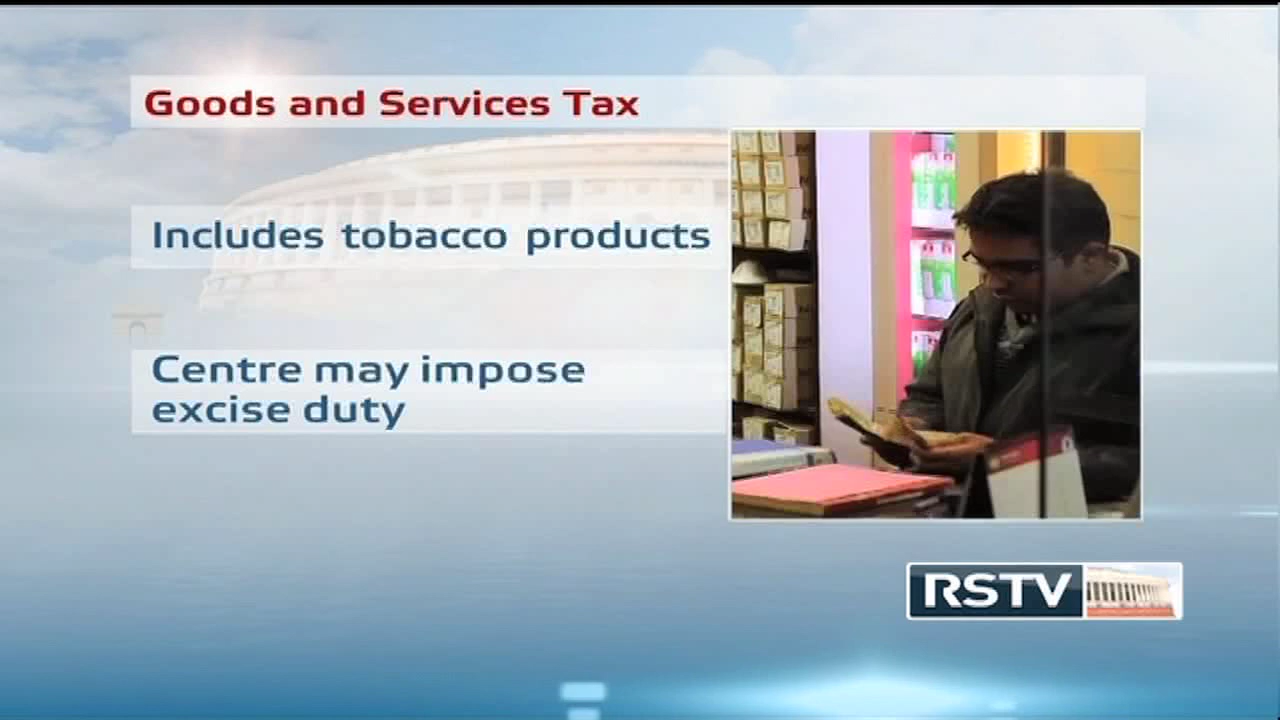 Goods and Services Tax
Includes tobacco products
Centre may impose
excise duty
RSTV